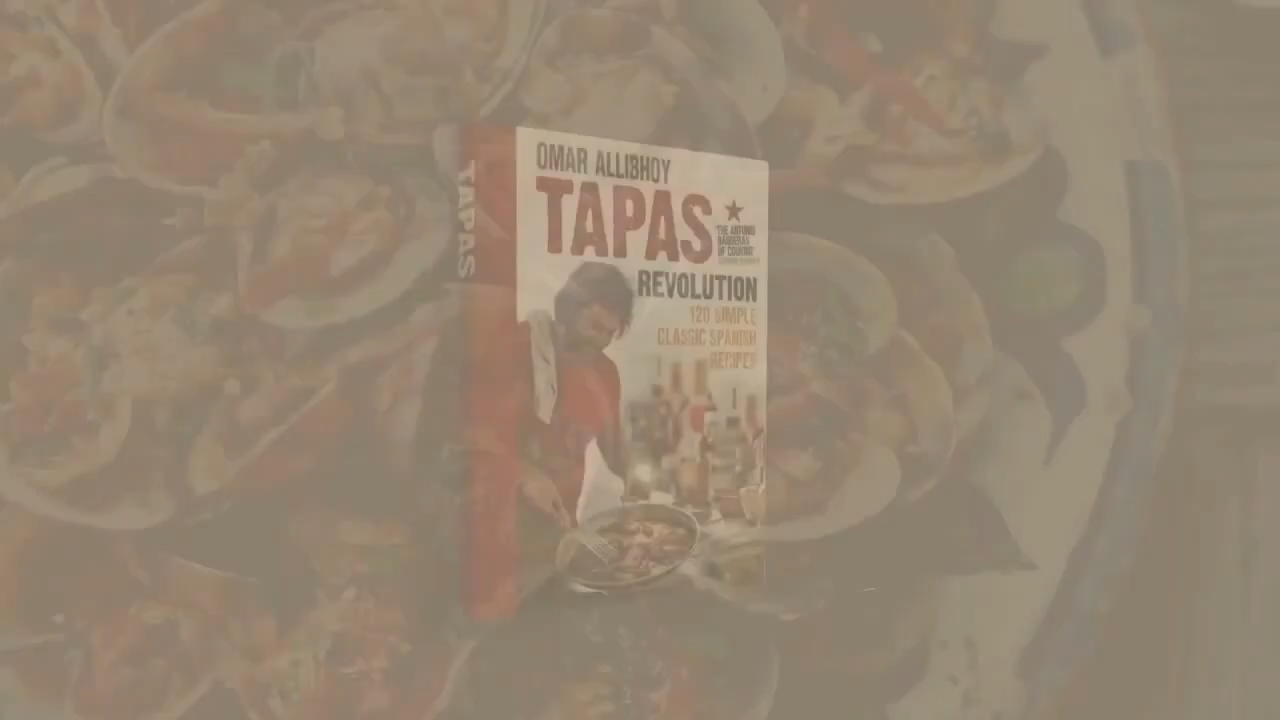 TAPAS
OMAR ALLIBHOY
TAPAS
'THE ANTONIO
BANDERAS
OF COOKING'
REVOLUTION
120 SIMPLE
CLASSIC SPANISH
RECIPES